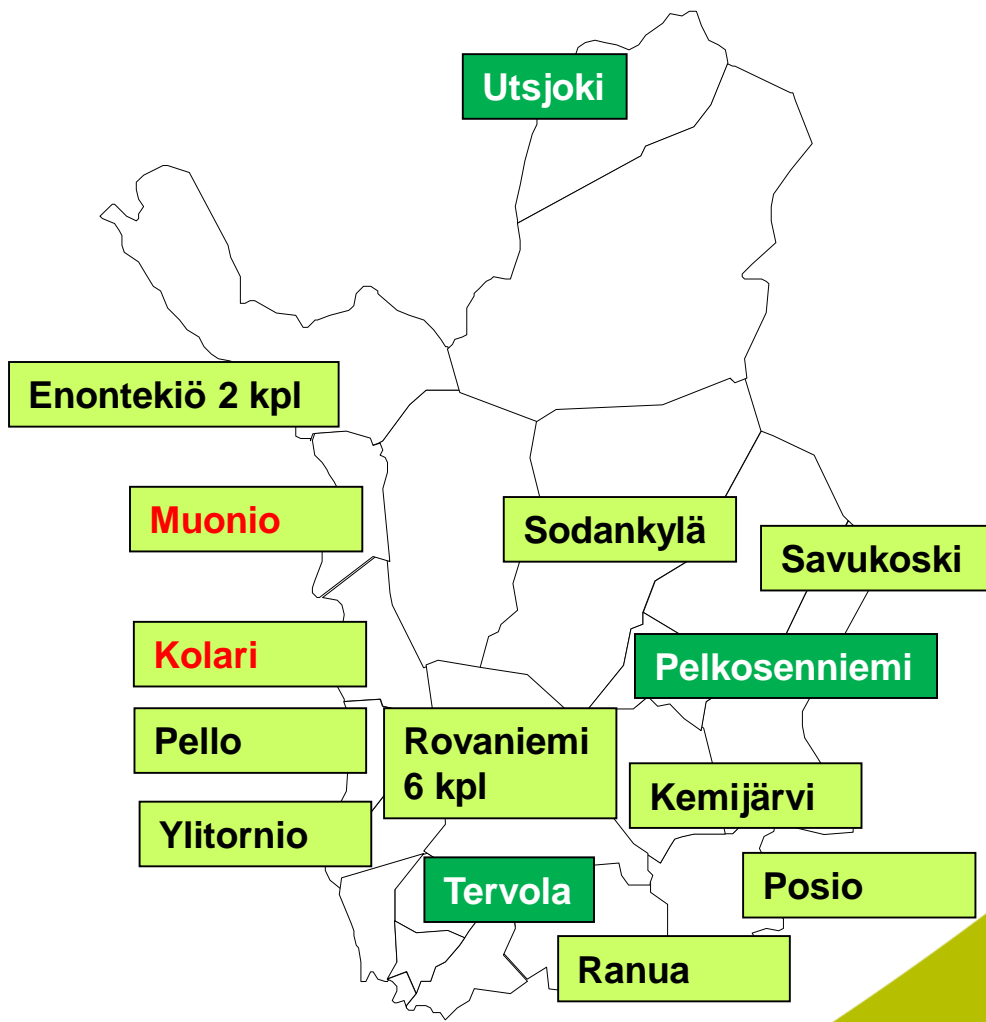 Utsjoki
Enontekiö 2 kpl
Muonio
Sodankylä
Savukoski
Kolari
Pelkosenniemi
Pello
Rovaniemi
6 kpl
Kemijärvi
Ylitornio
Tervola
Posio
Ranua